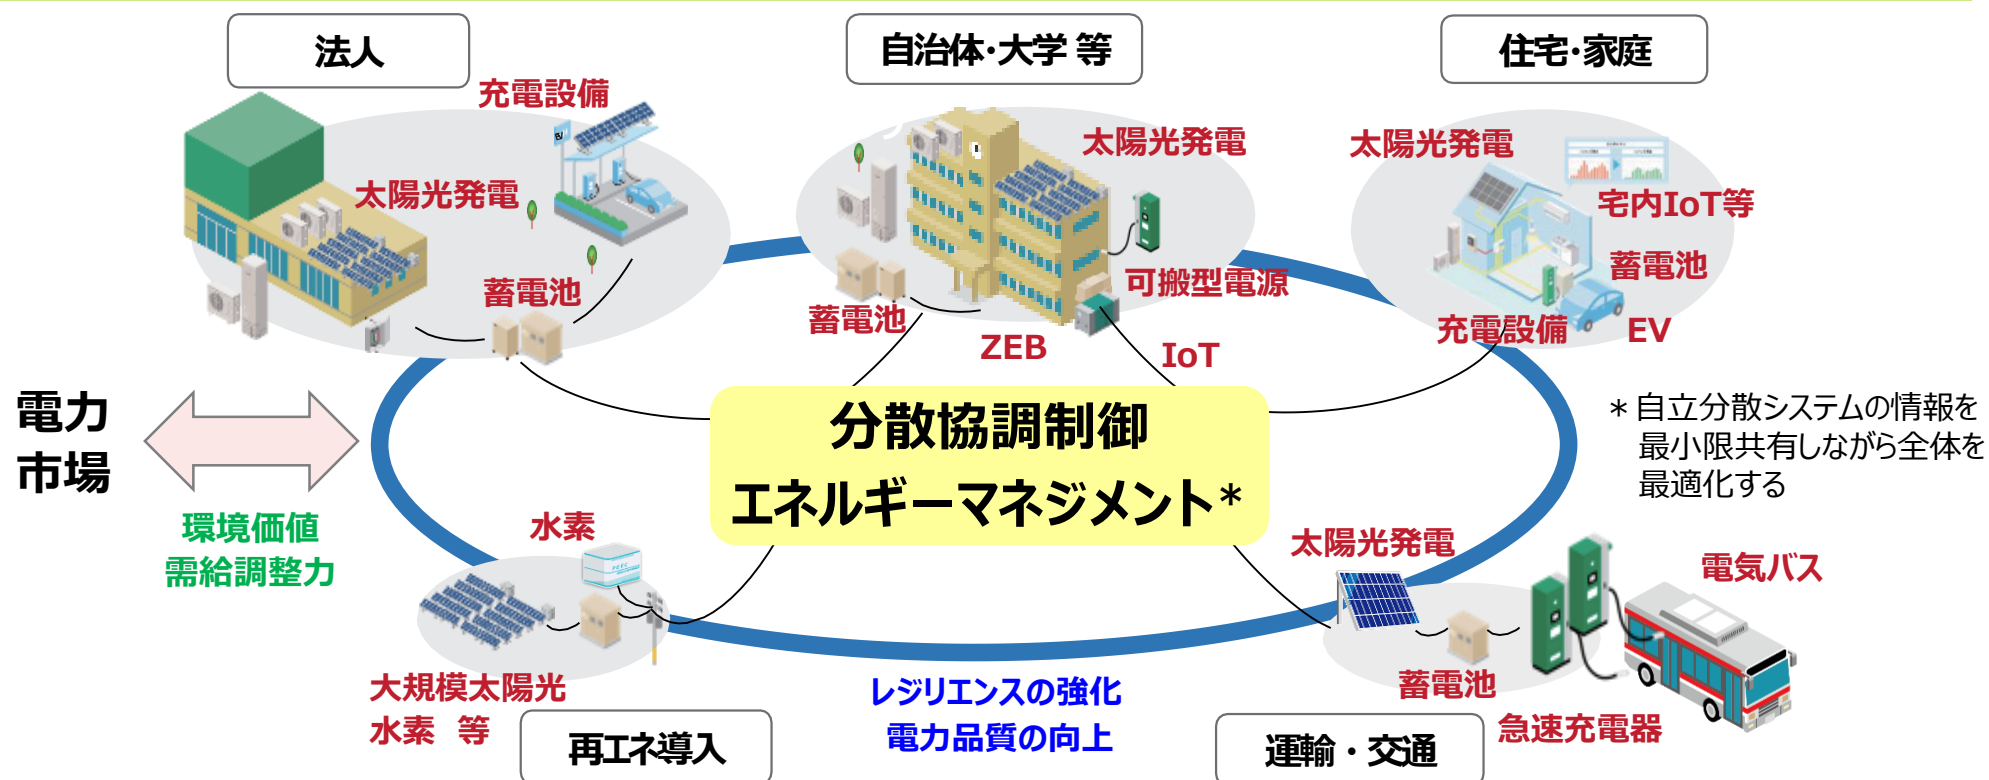 法人
自治体･大学 等
住宅･家庭
充電設備
太陽光発電
蓄電池
太陽光発電
可搬型電源
蓄電池
ZEB
IoT
太陽光発電
宅内IoT等
蓄電池
充電設備
EV
電力
市場
環境価値
需給調整力
分散協調制御
エネルギーマネジメント*
*自立分散システムの情報を
最小限共有しながら全体を
最適化する
水素
大規模太陽光
水素 等
再エネ導入
レジリエンスの強化
電力品質の向上
太陽光発電
電気バス
蓄電池
急速充電器
運輸・交通